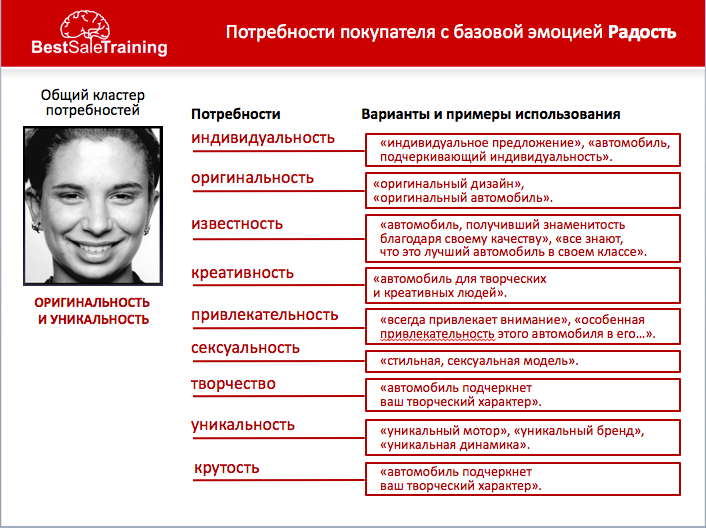 BestSaleTraining
Потребности покупателя с базовой эмоцией Радость
Общий кластер
потребностей
ОРИГИНАЛЬНОСТЬ
И УНИКАЛЬНОСТЬ
Потребности
Варианты и примеры использования
индивидуальность
«индивидуальное предложение», «автомобиль,
подчеркивающий индивидуальность».
оригинальность
«оригинальный дизайн»,
«оригинальный автомобиль».
известность
«автомобиль, получивший знаменитость
благодаря своему качеству», «все знают,
что это лучший автомобиль в своем классе».
креативность
«автомобиль для творческих
и креативных людей».
привлекательность
«всегда привлекает внимание», «особенная
привлекательность этого автомобиля в его…».
сексуальность
«стильная, сексуальная модель».
творчество
«автомобиль подчеркнет
ваш творческий характер».
уникальность
«уникальный мотор», «уникальный бренд»,
«уникальная динамика».
крутость
«автомобиль подчеркнет
ваш творческий характер».